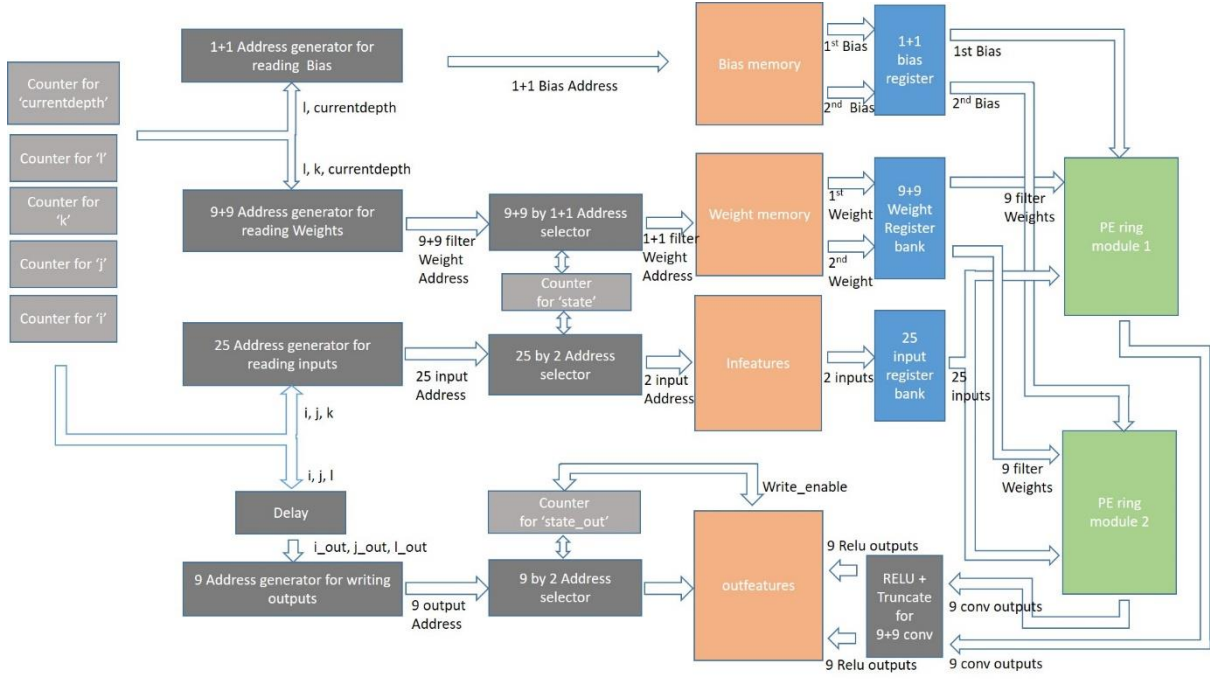 1+1 Address generator for
reading Bias
1+1 Bias Address
Bias memory
1st Bias
2nd Bias
1+1
bias
register
1st Bias
2nd Bias
Counter for
'currentdepth'
Counter for 'l'
Counter for
'k'
Counter for 'j'
Counter for 'i'
l, currentdepth
l, k, currentdepth
9+9 Address generator for
reading Weights
9+9 filter
Weight
Address
9+9 by 1+1 Address
selector
1+1 filter
Weight
Address
Weight memory
1st
Weight
2nd
Weight
9+9
Weight
Register
bank
9 filter
Weights
PE ring
module 1
Counter
for 'state'
25 Address generator for
reading inputs
25 input
Address
25 by 2 Address
selector
2 input
Address
Infeatures
2 inputs
25
input
register
bank
25
inputs
i, j, k
i, j, l
9 filter
Weights
PE ring
module 2
Delay
i_out, j_out, l_out
Counter
for 'state_out'
Write_enable
9 Address generator for writing
outputs
9 output
Address
9 by 2 Address
selector
outfeatures
9 Relu outputs
9 Relu outputs
RELU +
Truncate
for
9+9 conv
9 conv outputs
9 conv outputs